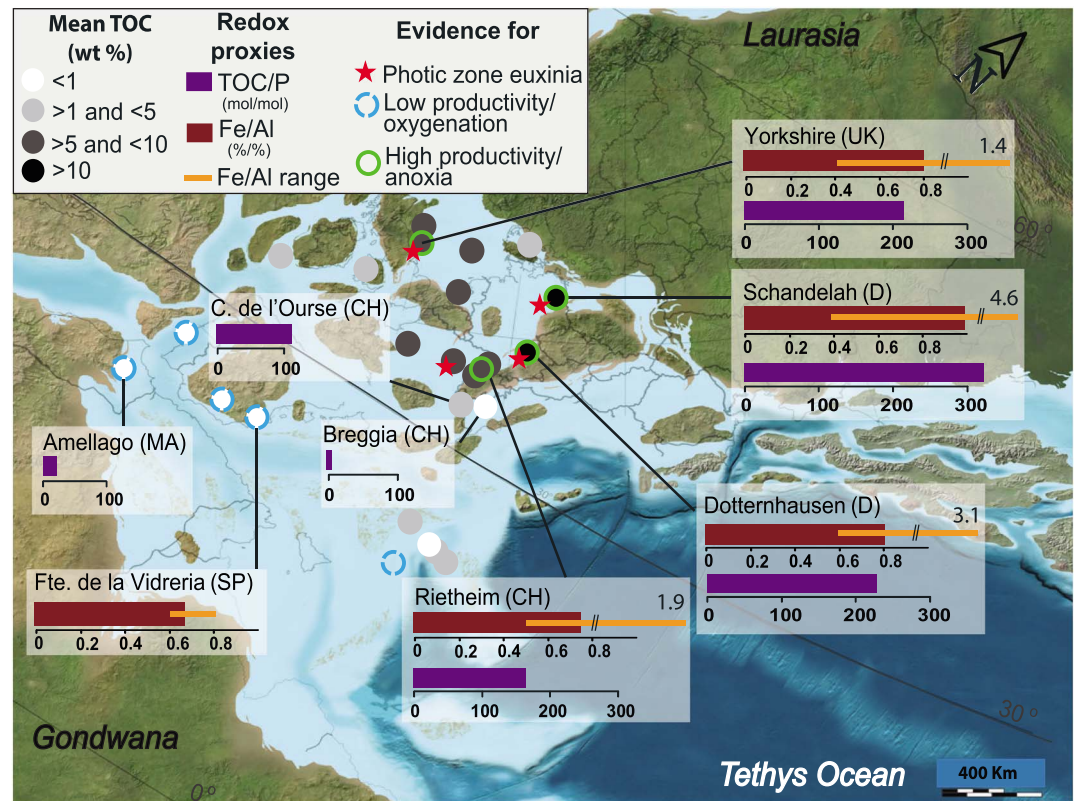 Mean TOC
(wt %)
<1
>1 and <5
>5 and <10
>10
Redox
proxies
TOC/P
(mol/mol)
Fe/Al
(%/%)
Fe/Al range
Evidence for
Photic zone euxinia
Low productivity/
oxygenation
High productivity/
anoxia
Laurasia
N
Yorkshire (UK)
1.4
0 0.2 0.4 0.6 0.8
0 100 200 300
Schandelah (D)
4.6
0 0.2 0.4 0.6 0.8
0 100 200 300
C. de l'Ourse (CH)
0 100
Amellago (MA)
0 100
Breggia (CH)
0 100
Dotternhausen (D)
3.1
0 0.2 0.4 0.6 0.8
0 100 200 300
Fte. de la Vidreria (SP)
0 0.2 0.4 0.6 0.8
Rietheim (CH)
1.9
0 0.2 0.4 0.6 0.8
0 100 200 300
30º
Gondwana
0º
Tethys Ocean
400 Km